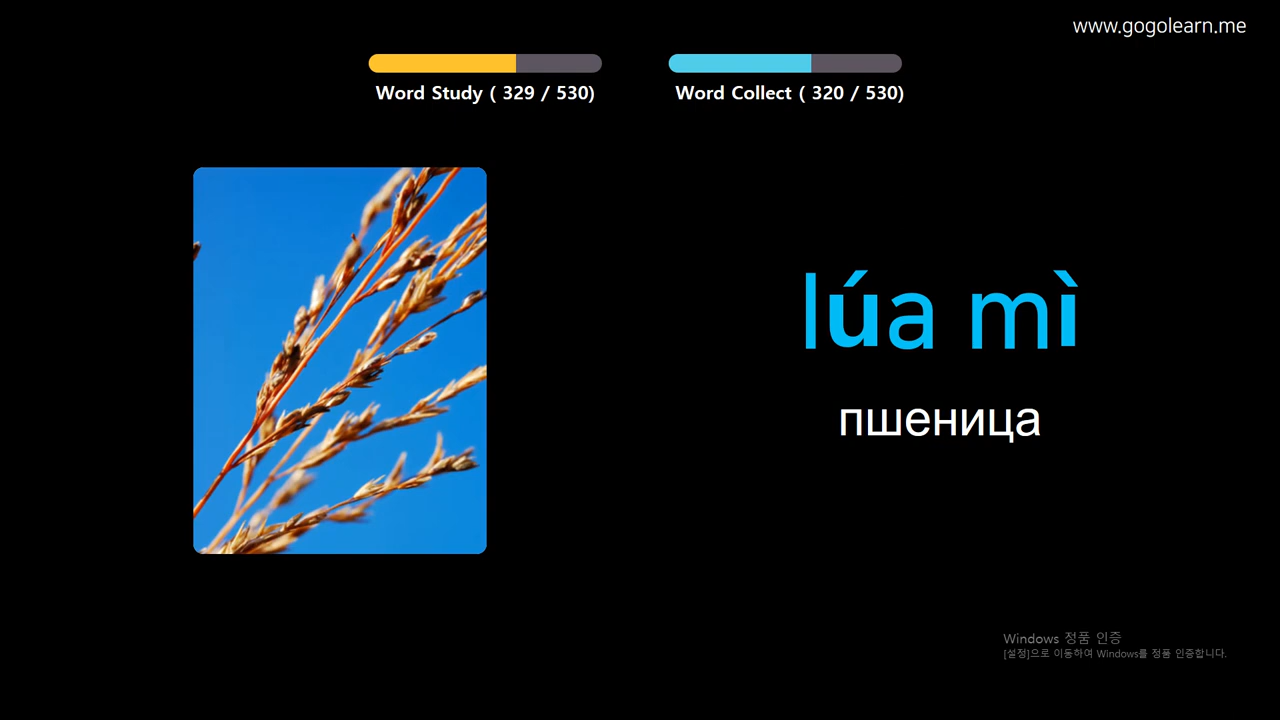 www.gogolearn.me
Word Study ( 329 / 530)
Word Collect ( 320 / 530)
lúa mì
пшеница
Windows 정품 인증
[설정]으로 이동하여 Windows를 정품 인증합니다.